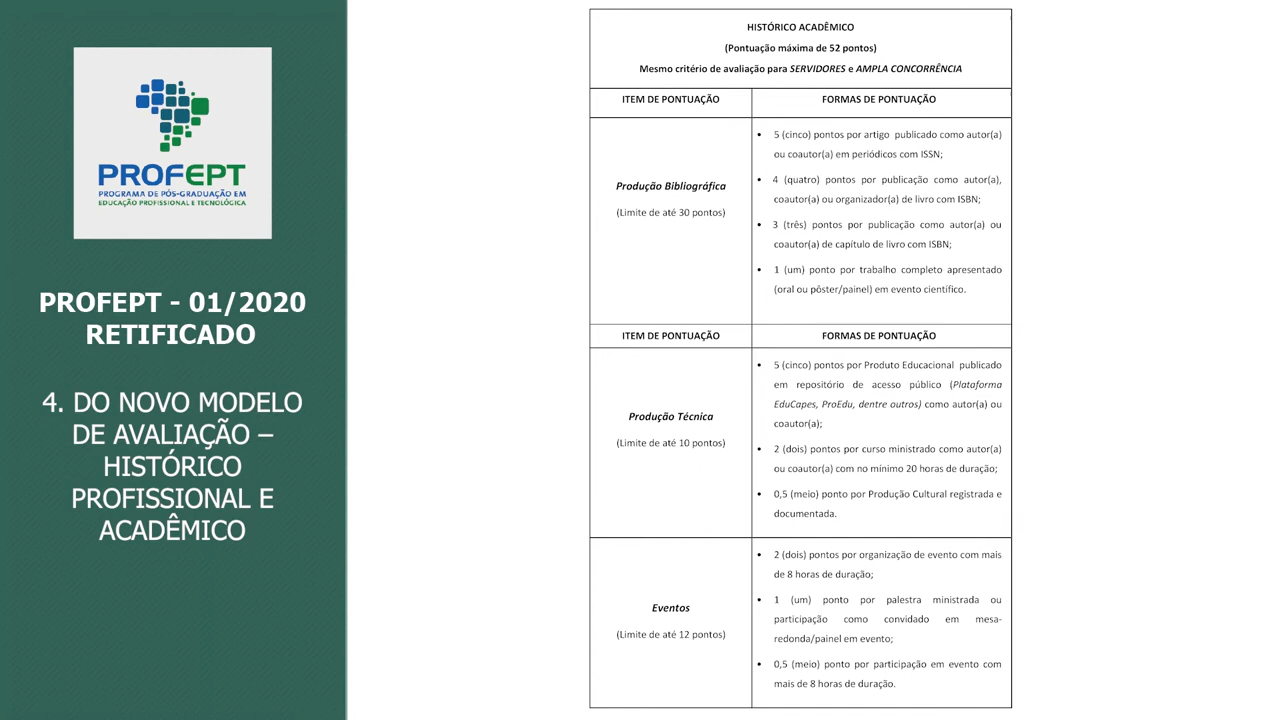 PROFEPT
PROGRAMA DE PÓS-GRADUAÇÃO EM
EDUCAÇÃO PROFISSIONAL E TECNOLÓGICA
PROFEPT - 01/2020
RETIFICADO
4. DO NOVO MODELO
DE AVALIAÇÃO –
HISTÓRICO
PROFISSIONAL E
ACADÊMICO
HISTÓRICO ACADÊMICO
(Pontuação máxima de 52 pontos)
Mesmo critério de avaliação para SERVIDORES e AMPLA CONCORRÊNCIA
ITEM DE PONTUAÇÃO
FORMAS DE PONTUAÇÃO
Produção Bibliográfica
(Limite de até 30 pontos)
• 5 (cinco) pontos por artigo publicado como autor(a)
ou coautor(a) em periódicos com ISSN;
• 4 (quatro) pontos por publicação como autor(a),
coautor(a) ou organizador(a) de livro com ISBN;
• 3 (três) pontos por publicação como autor(a) ou
coautor(a) de capítulo de livro com ISBN;
• 1 (um) ponto por trabalho completo apresentado
(oral ou pôster/painel) em evento científico.
ITEM DE PONTUAÇÃO
FORMAS DE PONTUAÇÃO
Produção Técnica
(Limite de até 10 pontos)
• 5 (cinco) pontos por Produto Educacional publicado
em repositório de acesso público (Plataforma
EduCapes, ProEdu, dentre outros) como autor(a) ou
coautor(a);
• 2 (dois) pontos por curso ministrado como autor(a)
ou coautor(a) com no mínimo 20 horas de duração;
• 0,5 (meio) ponto por Produção Cultural registrada e
documentada.
Eventos
(Limite de até 12 pontos)
• 2 (dois) pontos por organização de evento com mais
de 8 horas de duração;
• 1 (um) ponto por palestra ministrada ou
participação como convidado em mesa-
redonda/painel em evento;
• 0,5 (meio) ponto por participação em evento com
mais de 8 horas de duração.